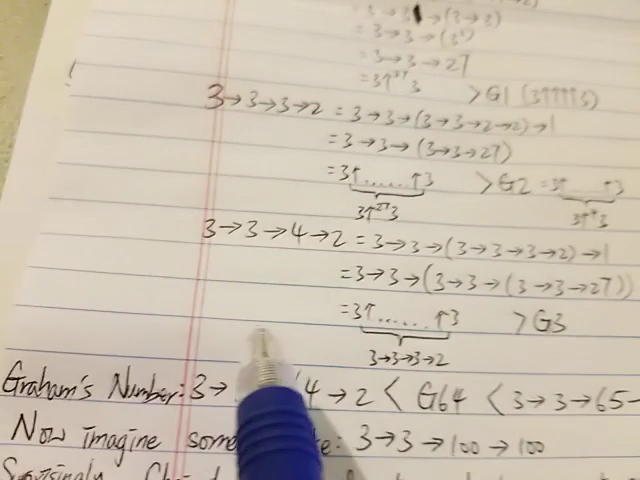 = 3→3→(3→3)
= 3→3→(3³)
= 3→3→27
= 3↑²⁷3 >G1 (3↑↑↑↑3)
3→3→3→2 = 3→3→(3→3→2→2)→1
= 3→3→(3→3→27)
= 3↑......↑3 >G2 = 3↑ ↑3
3↑²⁷3 3↑⁴3
3→3→4→2 = 3→3→(3→3→3→2)→1
= 3→3→(3→3→(3→3→27))
= 3↑......↑3 >G3
3→3→3→2
Graham's Number: 3→ 4→2 < G64 < 3→3→65→
Now imagine some : 3→3→100→100